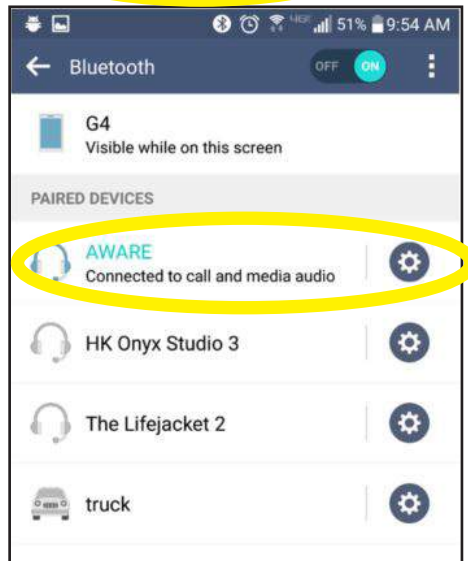 4GE 51% 9:54 AM
Bluetooth OFF ON
G4
Visible while on this screen
PAIRED DEVICES
AWARE
Connected to call and media audio
HK Onyx Studio 3
The Lifejacket 2
truck